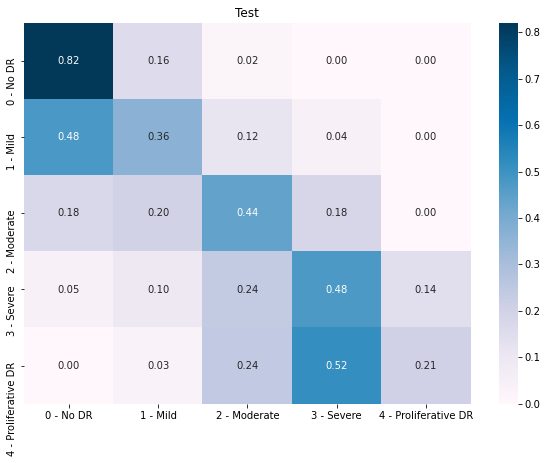 Test
0 - No DR
0.82 0.16 0.02 0.00 0.00
1 - Mild
0.48 0.36 0.12 0.04 0.00
2 - Moderate
0.18 0.20 0.44 0.18 0.00
3 - Severe
0.05 0.10 0.24 0.48 0.14
4 - Proliferative DR
0.00 0.03 0.24 0.52 0.21
0 - No DR 1 - Mild 2 - Moderate 3 - Severe 4 - Proliferative DR
0.8
0.7
0.6
0.5
0.4
0.3
0.2
0.1
0.0